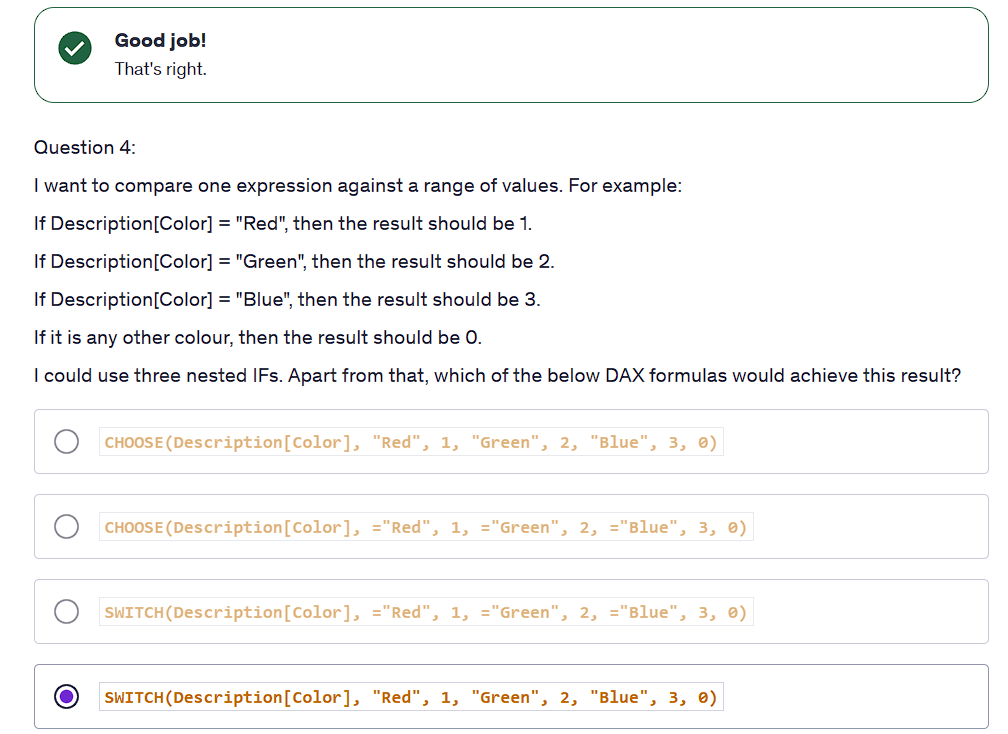 Good job!
That's right.
Question 4:
I want to compare one expression against a range of values. For example:
If Description[Color] = "Red", then the result should be 1.
If Description[Color] = "Green", then the result should be 2.
If Description[Color] = "Blue", then the result should be 3.
If it is any other colour, then the result should be 0.
I could use three nested IFs. Apart from that, which of the below DAX formulas would achieve this result?
CHOOSE(Description[Color], "Red", 1, "Green", 2, "Blue", 3, 0)
CHOOSE(Description[Color], ="Red", 1, ="Green", 2, ="Blue", 3, 0)
SWITCH(Description[Color], ="Red", 1, ="Green", 2, ="Blue", 3, 0)
SWITCH(Description[Color], "Red", 1, "Green", 2, "Blue", 3, 0)